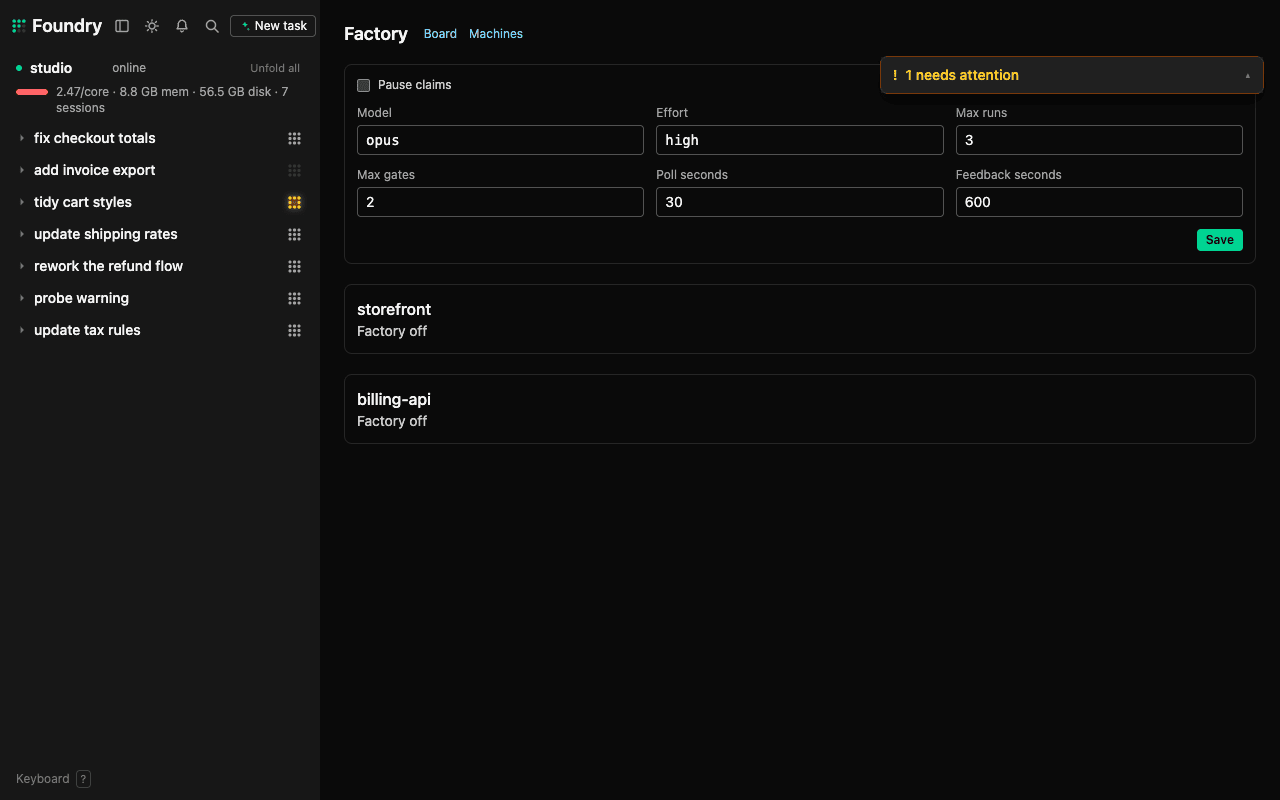 Foundry
New task
studio
online
Unfold all
2.47/core · 8.8 GB mem · 56.5 GB disk · 7
sessions
fix checkout totals
add invoice export
tidy cart styles
update shipping rates
rework the refund flow
probe warning
update tax rules
Keyboard ?
Factory
Board
Machines
! 1 needs attention
Pause claims
Model
Effort
Max runs
opus
high
3
Max gates
Poll seconds
Feedback seconds
2
30
600
Save
storefront
Factory off
billing-api
Factory off